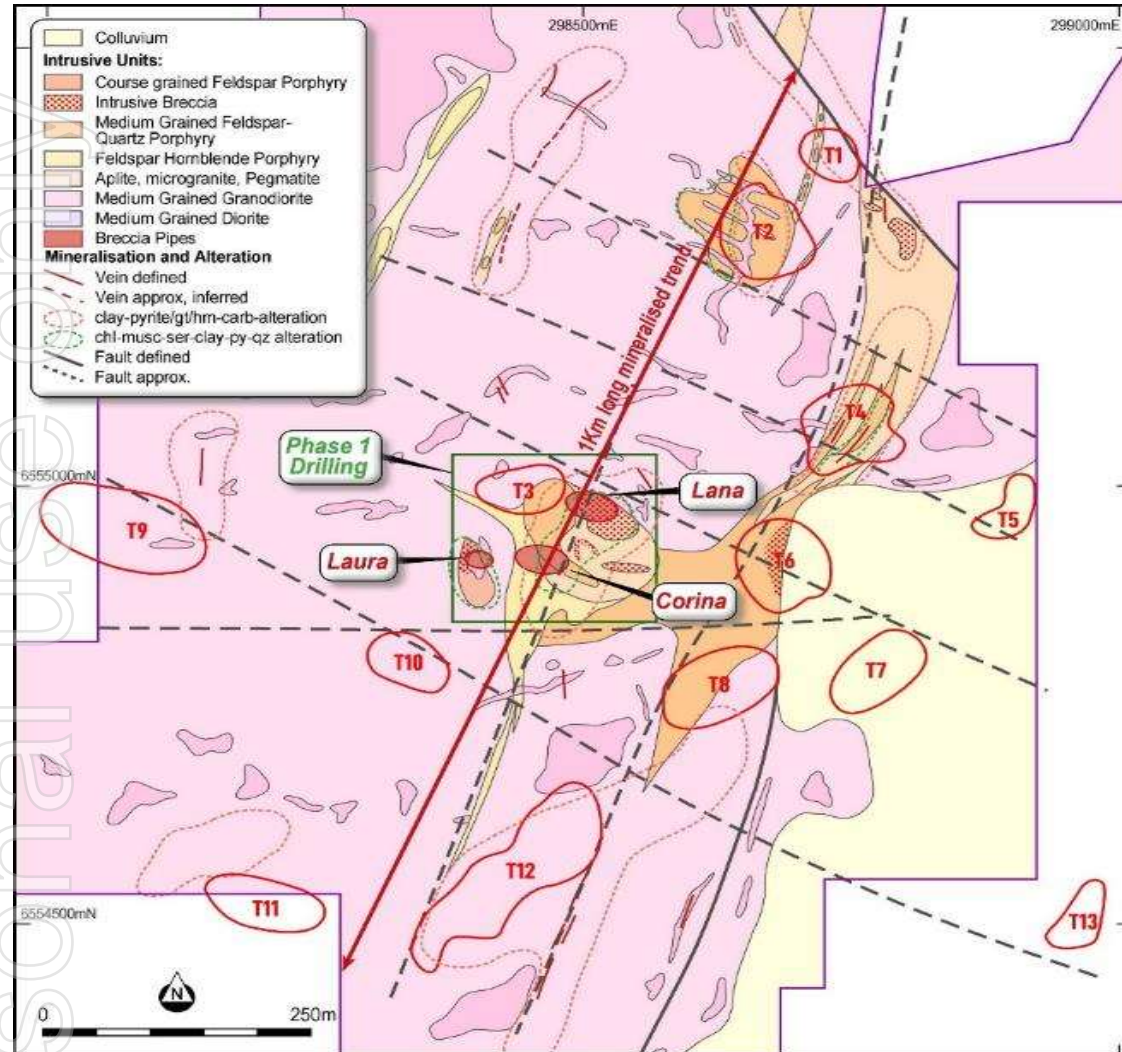 298500mE
299000mE
Colluvium
Intrusive Units:
Course grained Feldspar Porphyry
Intrusive Breccia
Medium Grained Feldspar-
Quartz Porphyry
Feldspar Hornblende Porphyry
Aplite, microgranite, Pegmatite
Medium Grained Granodiorite
Medium Grained Diorite
Breccia Pipes
Mineralisation and Alteration
Vein defined
Vein approx, inferred
clay-pyrite/gt/hm-carb-alteration
chl-musc-ser-clay-py-qz alteration
Fault defined
Fault approx.
T1
T2
1Km long mineralised trend
T4
Phase 1
Drilling
6555000mN
T3
Lana
T5
T9
Laura
T6
Corina
T10
T8
T7
T12
T11
6554500mN
T13
N
0
250m
sonal use only